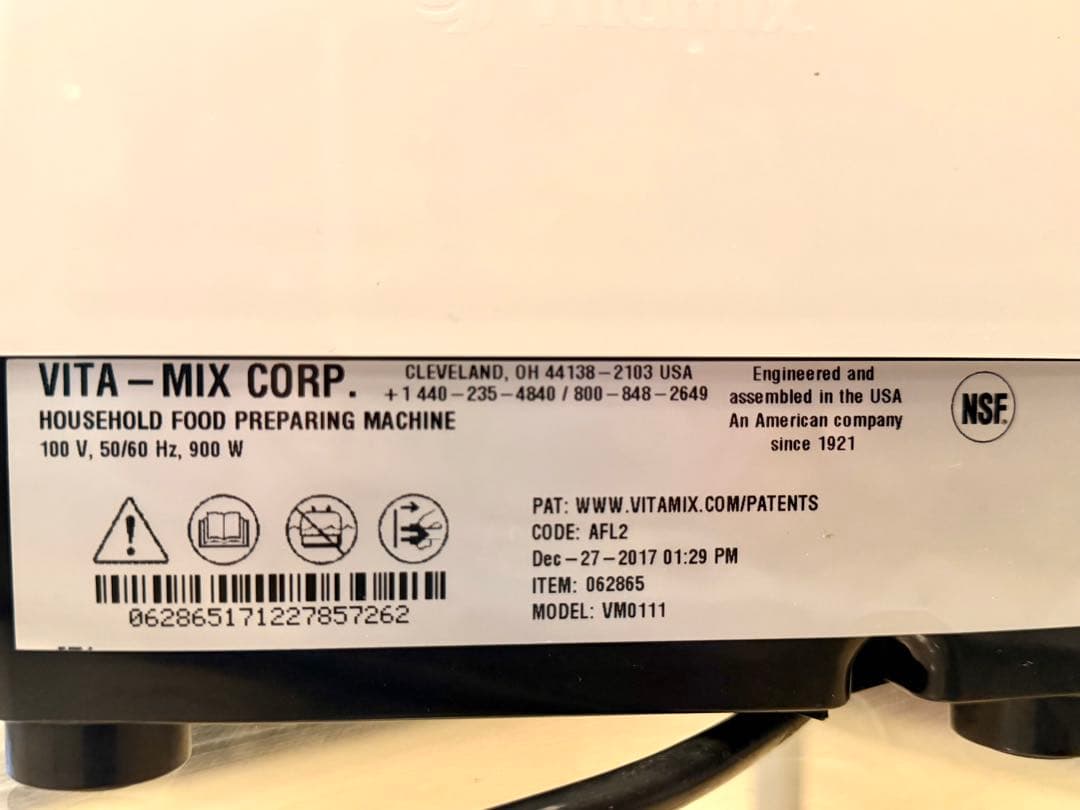 Vitamix
VITA – MIX CORP.
CLEVELAND, OH 44138 – 2103 USA
+ 1 440 – 235 – 4840 / 800 – 848 – 2649
HOUSEHOLD FOOD PREPARING MACHINE
100 V, 50/60 Hz, 900 W
Engineered and
assembled in the USA
An American company
since 1921
NSF.
PAT: WWW.VITAMIX.COM/PATENTS
CODE: AFL2
Dec – 27 – 2017 01:29 PM
ITEM: 062865
MODEL: VM0111
062865171227857262